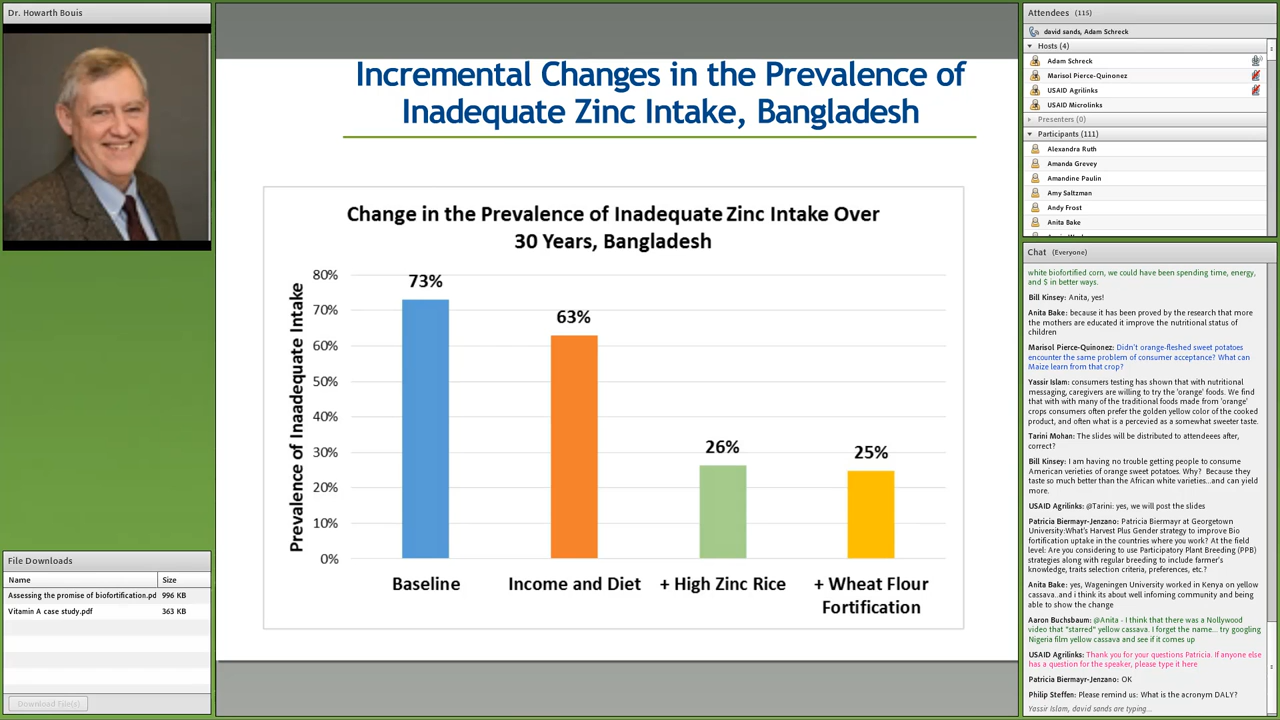 Dr. Howarth Bouis
Incremental Changes in the Prevalence of
Inadequate Zinc Intake, Bangladesh
Change in the Prevalence of Inadequate Zinc Intake Over
30 Years, Bangladesh
Prevalence of Inaadequate Intake
80%
70%
60%
50%
40%
30%
20%
10%
0%
73%
63%
26%
25%
Baseline
Income and Diet
+ High Zinc Rice
+ Wheat Flour
Fortification
File Downloads
Name Size
Assessing the promise of biofortification.pd 996 KB
Vitamin A case study.pdf 363 KB
Download File(s)
Attendees (115)
david sands, Adam Schreck
Hosts (4)
Adam Schreck
Marisol Pierce-Quinonez
USAID Agrilinks
USAID Microlinks
Presenters (0)
Participants (111)
Alexandra Ruth
Amanda Grevey
Amandine Paulin
Amy Saltzman
Andy Frost
Anita Bake
Chat (Everyone)
white biofortified corn, we could have been spending time, energy,
and $ in better ways.
Bill Kinsey: Anita, yes!
Anita Bake: because it has been proved by the research that more
the mothers are educated it improve the nutritional status of
children
Marisol Pierce-Quinonez: Didn't orange-fleshed sweet potatoes
encounter the same problem of consumer acceptance? What can
Maize learn from that crop?
Yassir Islam: consumers testing has shown that with nutritional
messaging, caregivers are willing to try the 'orange' foods. We find
that with with many of the traditional foods made from 'orange'
crops consumers often prefer the golden yellow color of the cooked
product, and often what is a percevied as a somewhat sweeter taste.
Tarini Mohan: The slides will be distributed to attendeees after,
correct?
Bill Kinsey: I am having no trouble getting people to consume
American verieties of orange sweet potatoes. Why? Because they
taste so much better than the African white varieties...and can yield
more.
USAID Agrilinks: @Tarini: yes, we will post the slides
Patricia Biermayr-Jenzano: Patricia Biermayr at Georgetown
University:What's Harvest Plus Gender strategy to improve Bio
fortification uptake in the countries where you work? At the field
level: Are you considering to use Participatory Plant Breeding (PPB)
strategies along with regular breeding to include farmer's
knowledge, traits selection criteria, preferences, etc.?
Anita Bake: yes, Wageningen University worked in Kenya on yellow
cassava..and i think its about well infoming community and being
able to show the change
Aaron Buchsbaum: @Anita - I think that there was a Nollywood
video that "starred" yellow cassava. I forget the name... try googling
Nigeria film yellow cassava and see if it comes up
USAID Agrilinks: Thank you for your questions Patricia. If anyone else
has a question for the speaker, please type it here
Patricia Biermayr-Jenzano: OK
Philip Steffen: Please remind us: What is the acronym DALY?
Yassir Islam, david sands are typing...